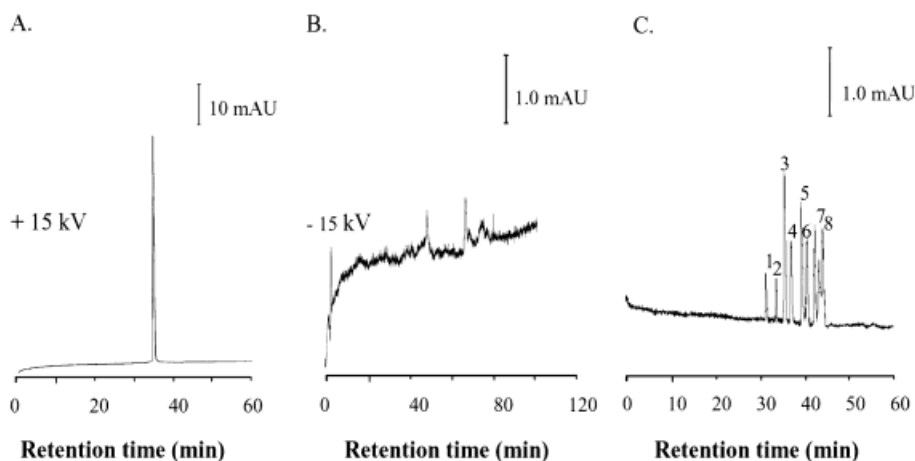 A.
10 mAU
+ 15 kV
0 20 40 60
Retention time (min)
B.
1.0 mAU
- 15 kV
0 40 80 120
Retention time (min)
C.
1.0 mAU
1 2 3 4 5 6 7 8
0 10 20 30 40 50 60
Retention time (min)